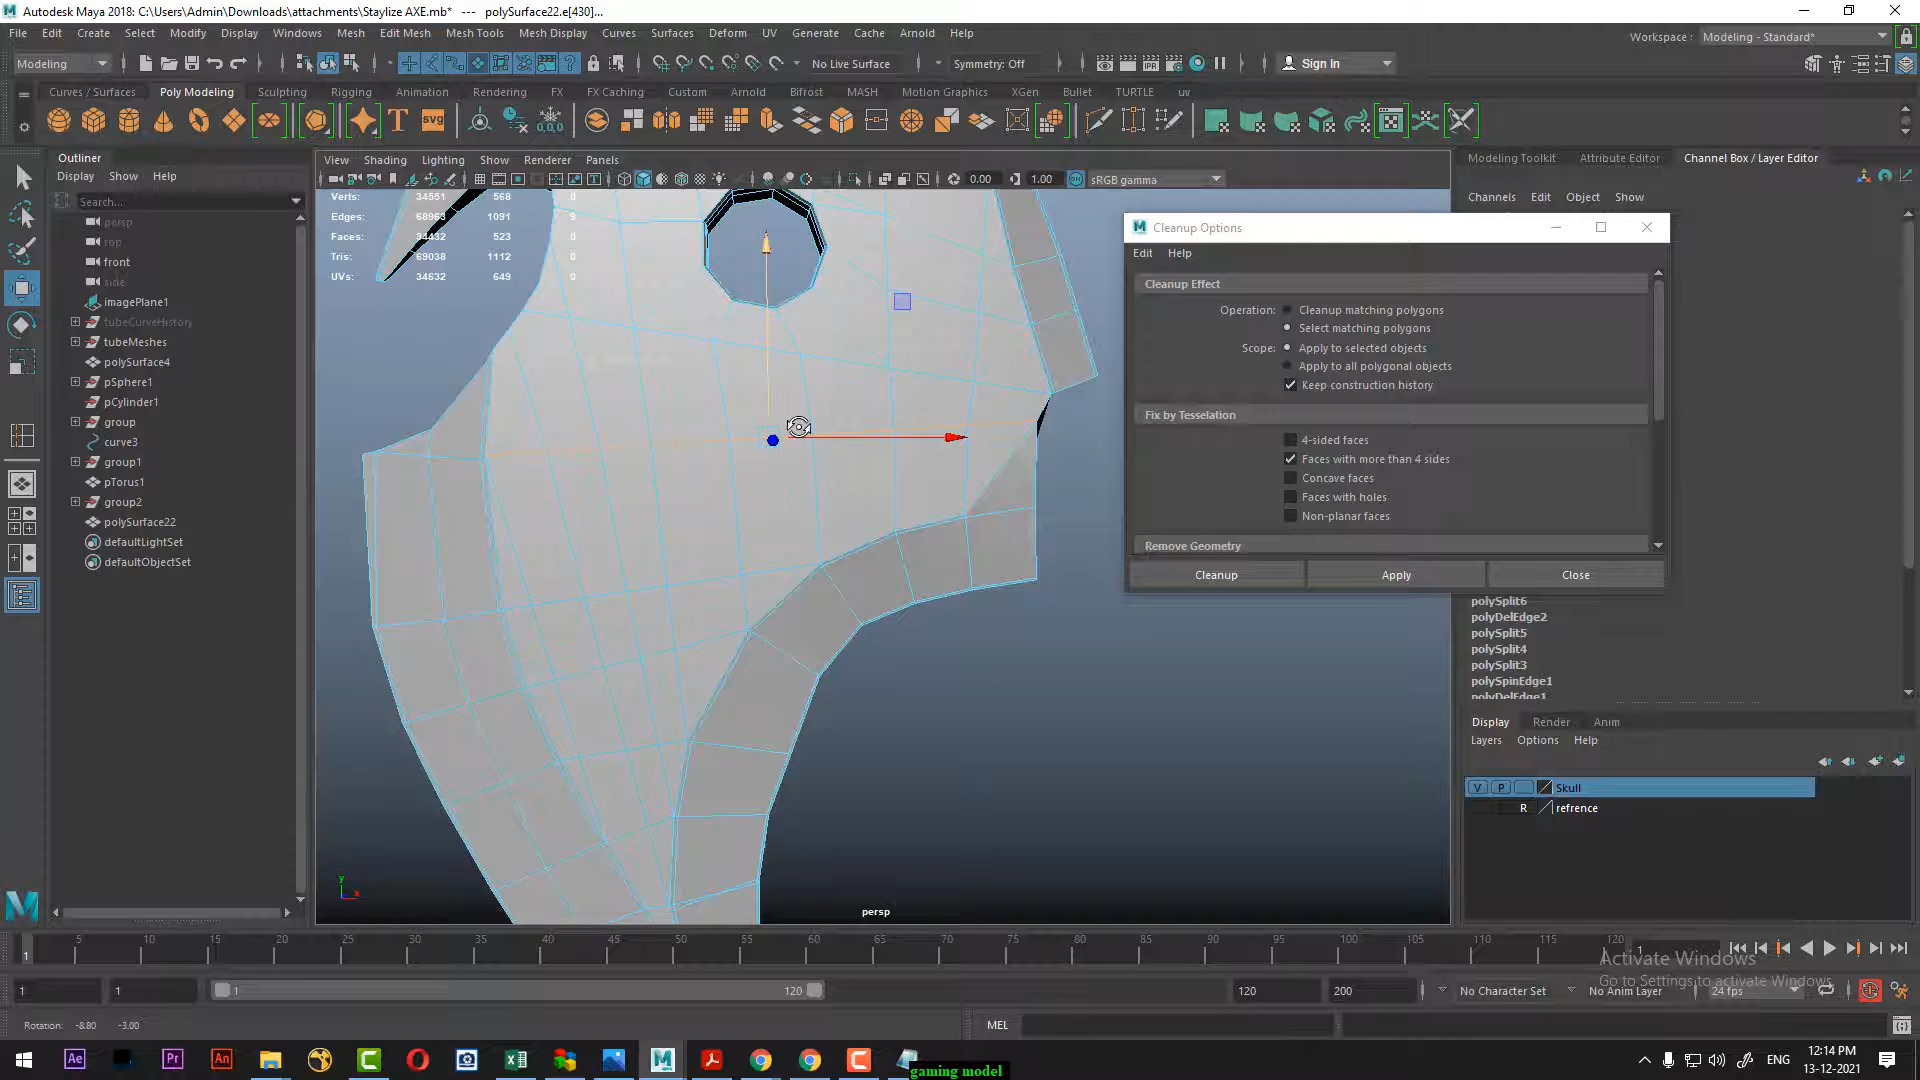 Autodesk Maya 2018: C:\Users\Admin\Downloads\attachments\Staylize AXE.mb*   ---   polySurface22.e[430]...
File Edit Create Select Modify Display Windows Mesh Edit Mesh Mesh Tools Mesh Display Curves Surfaces Deform UV Generate Cache Arnold Help
Workspace : Modeling - Standard*
Modeling No Live Surface Symmetry: Off Sign In
Curves / Surfaces Poly Modeling Sculpting Rigging Animation Rendering FX FX Caching Custom Arnold Bifrost MASH Motion Graphics XGen Bullet TURTLE uv
T svg 0,0,0
Outliner
Display Show Help
Search...
persp
top
front
side
imagePlane1
tubeCurveHistory
tubeMeshes
polySurface4
pSphere1
pCylinder1
group
curve3
group1
pTorus1
group2
polySurface22
defaultLightSet
defaultObjectSet
View Shading Lighting Show Renderer Panels
0.00 1.00 sRGB gamma
Verts: 34551 568 0
Edges: 68963 1091 9
Faces: 34432 523 0
Tris: 69038 1112 0
UVs: 34632 649 0
y
x
persp
Cleanup Options
Edit Help
Cleanup Effect
Operation: Cleanup matching polygons
Select matching polygons
Scope: Apply to selected objects
Apply to all polygonal objects
Keep construction history
Fix by Tesselation
4-sided faces
Faces with more than 4 sides
Concave faces
Faces with holes
Non-planar faces
Remove Geometry
Cleanup Apply Close
Modeling Toolkit Attribute Editor Channel Box / Layer Editor
Channels Edit Object Show
polySplit6
polyDelEdge2
polySplit5
polySplit4
polySplit3
polySpinEdge1
polyDelEdge1
Display Render Anim
Layers Options Help
V P Skull
R refrence
5 10 15 20 25 30 35 40 45 50 55 60 65 70 75 80 85 90 95 100 105 110 115 120
1 1
Activate Windows
Go to Settings to activate Windows.
1 1 1 120 120 200 No Character Set No Anim Layer 24 fps
Rotation: -8.80 -3.00
MEL
Ae Pr An
ENG
12:14 PM
13-12-2021
gaming model